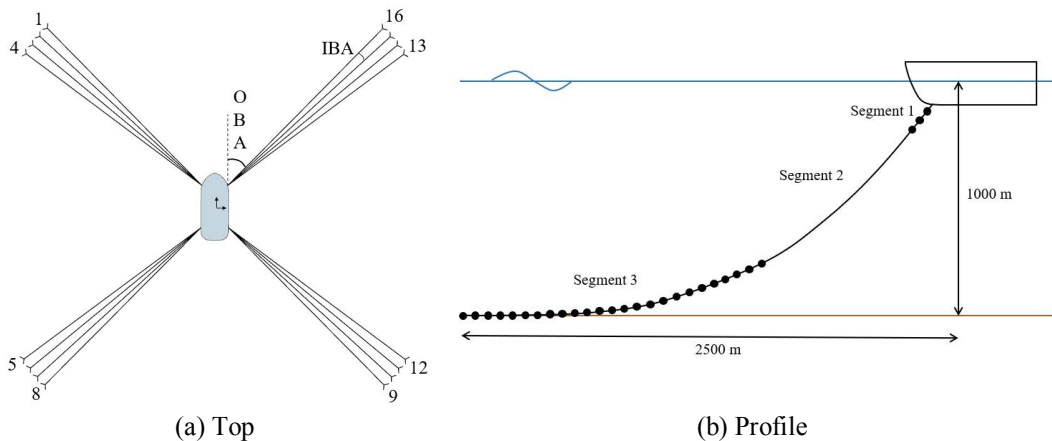 1
4
16
13
IBA
O
B
A
5
8
12
9
(a) Top
Segment 1
Segment 2
Segment 3
1000 m
2500 m
(b) Profile